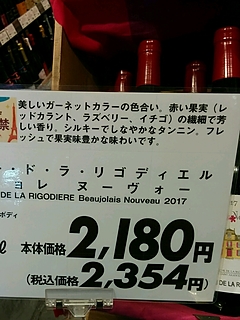 美しいガーネットカラーの色合い。赤い果実（レ
ッドカラント、ラズベリー、イチゴ）の繊細で芳
しい香り。シルキーでしなやかなタンニン。フレ
ッシュで果実味豊かな味わいです。
禁
ド・ラ・リゴディエル
ョレ ヌーヴォー
DE LA RIGODIERE Beaujolais Nouveau 2017
ボディ
本体価格2,180円
(税込価格2,354円)
DE LA R